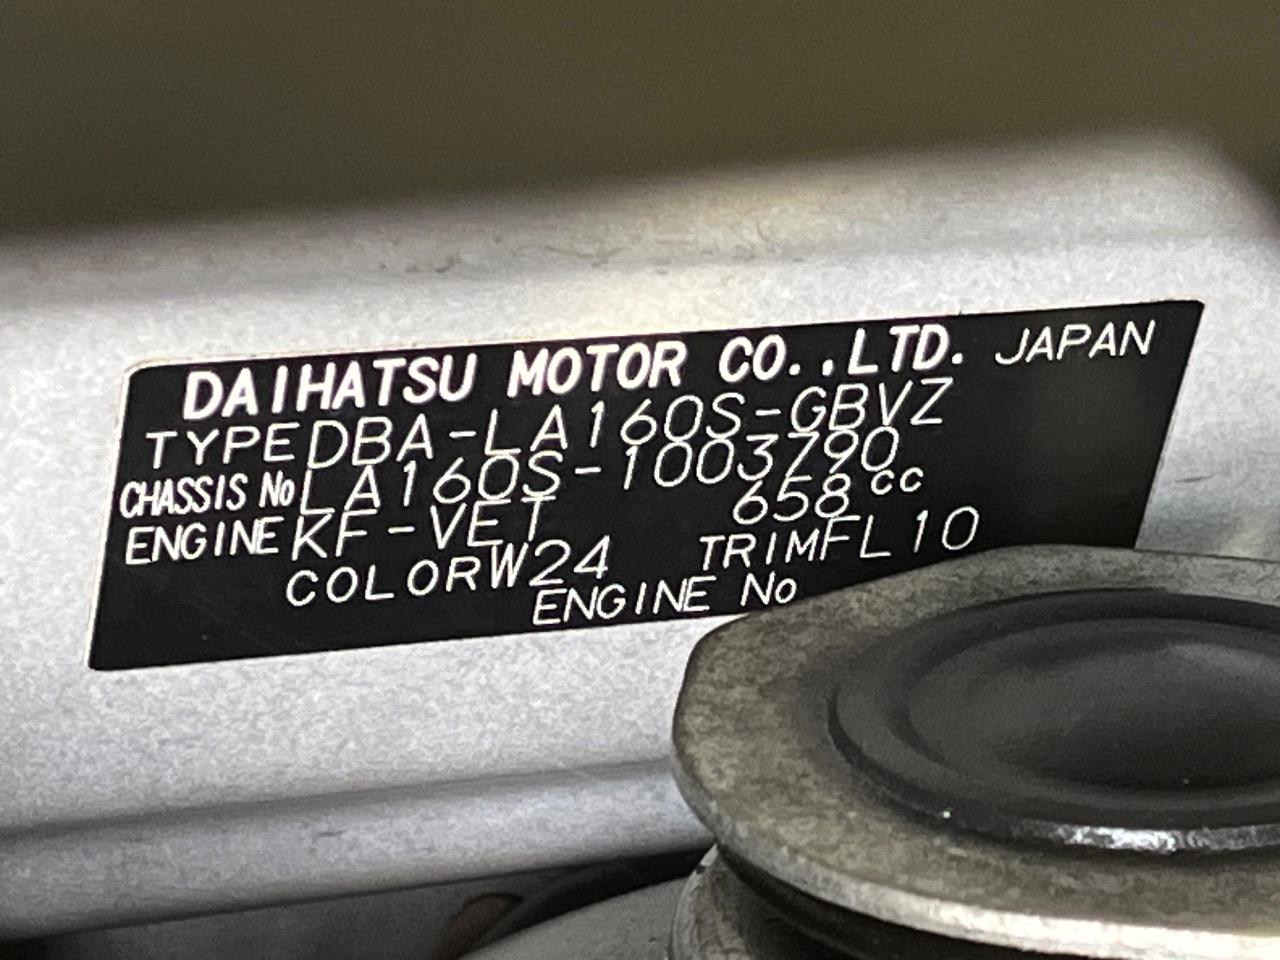 DAIHATSU MOTOR CO.,LTD. JAPAN
TYPE DBA-LA160S-GBVZ
CHASSIS No LA160S-1003790
ENGINE KF-VET 658cc
COLOR W24 TRIM FL10
ENGINE No